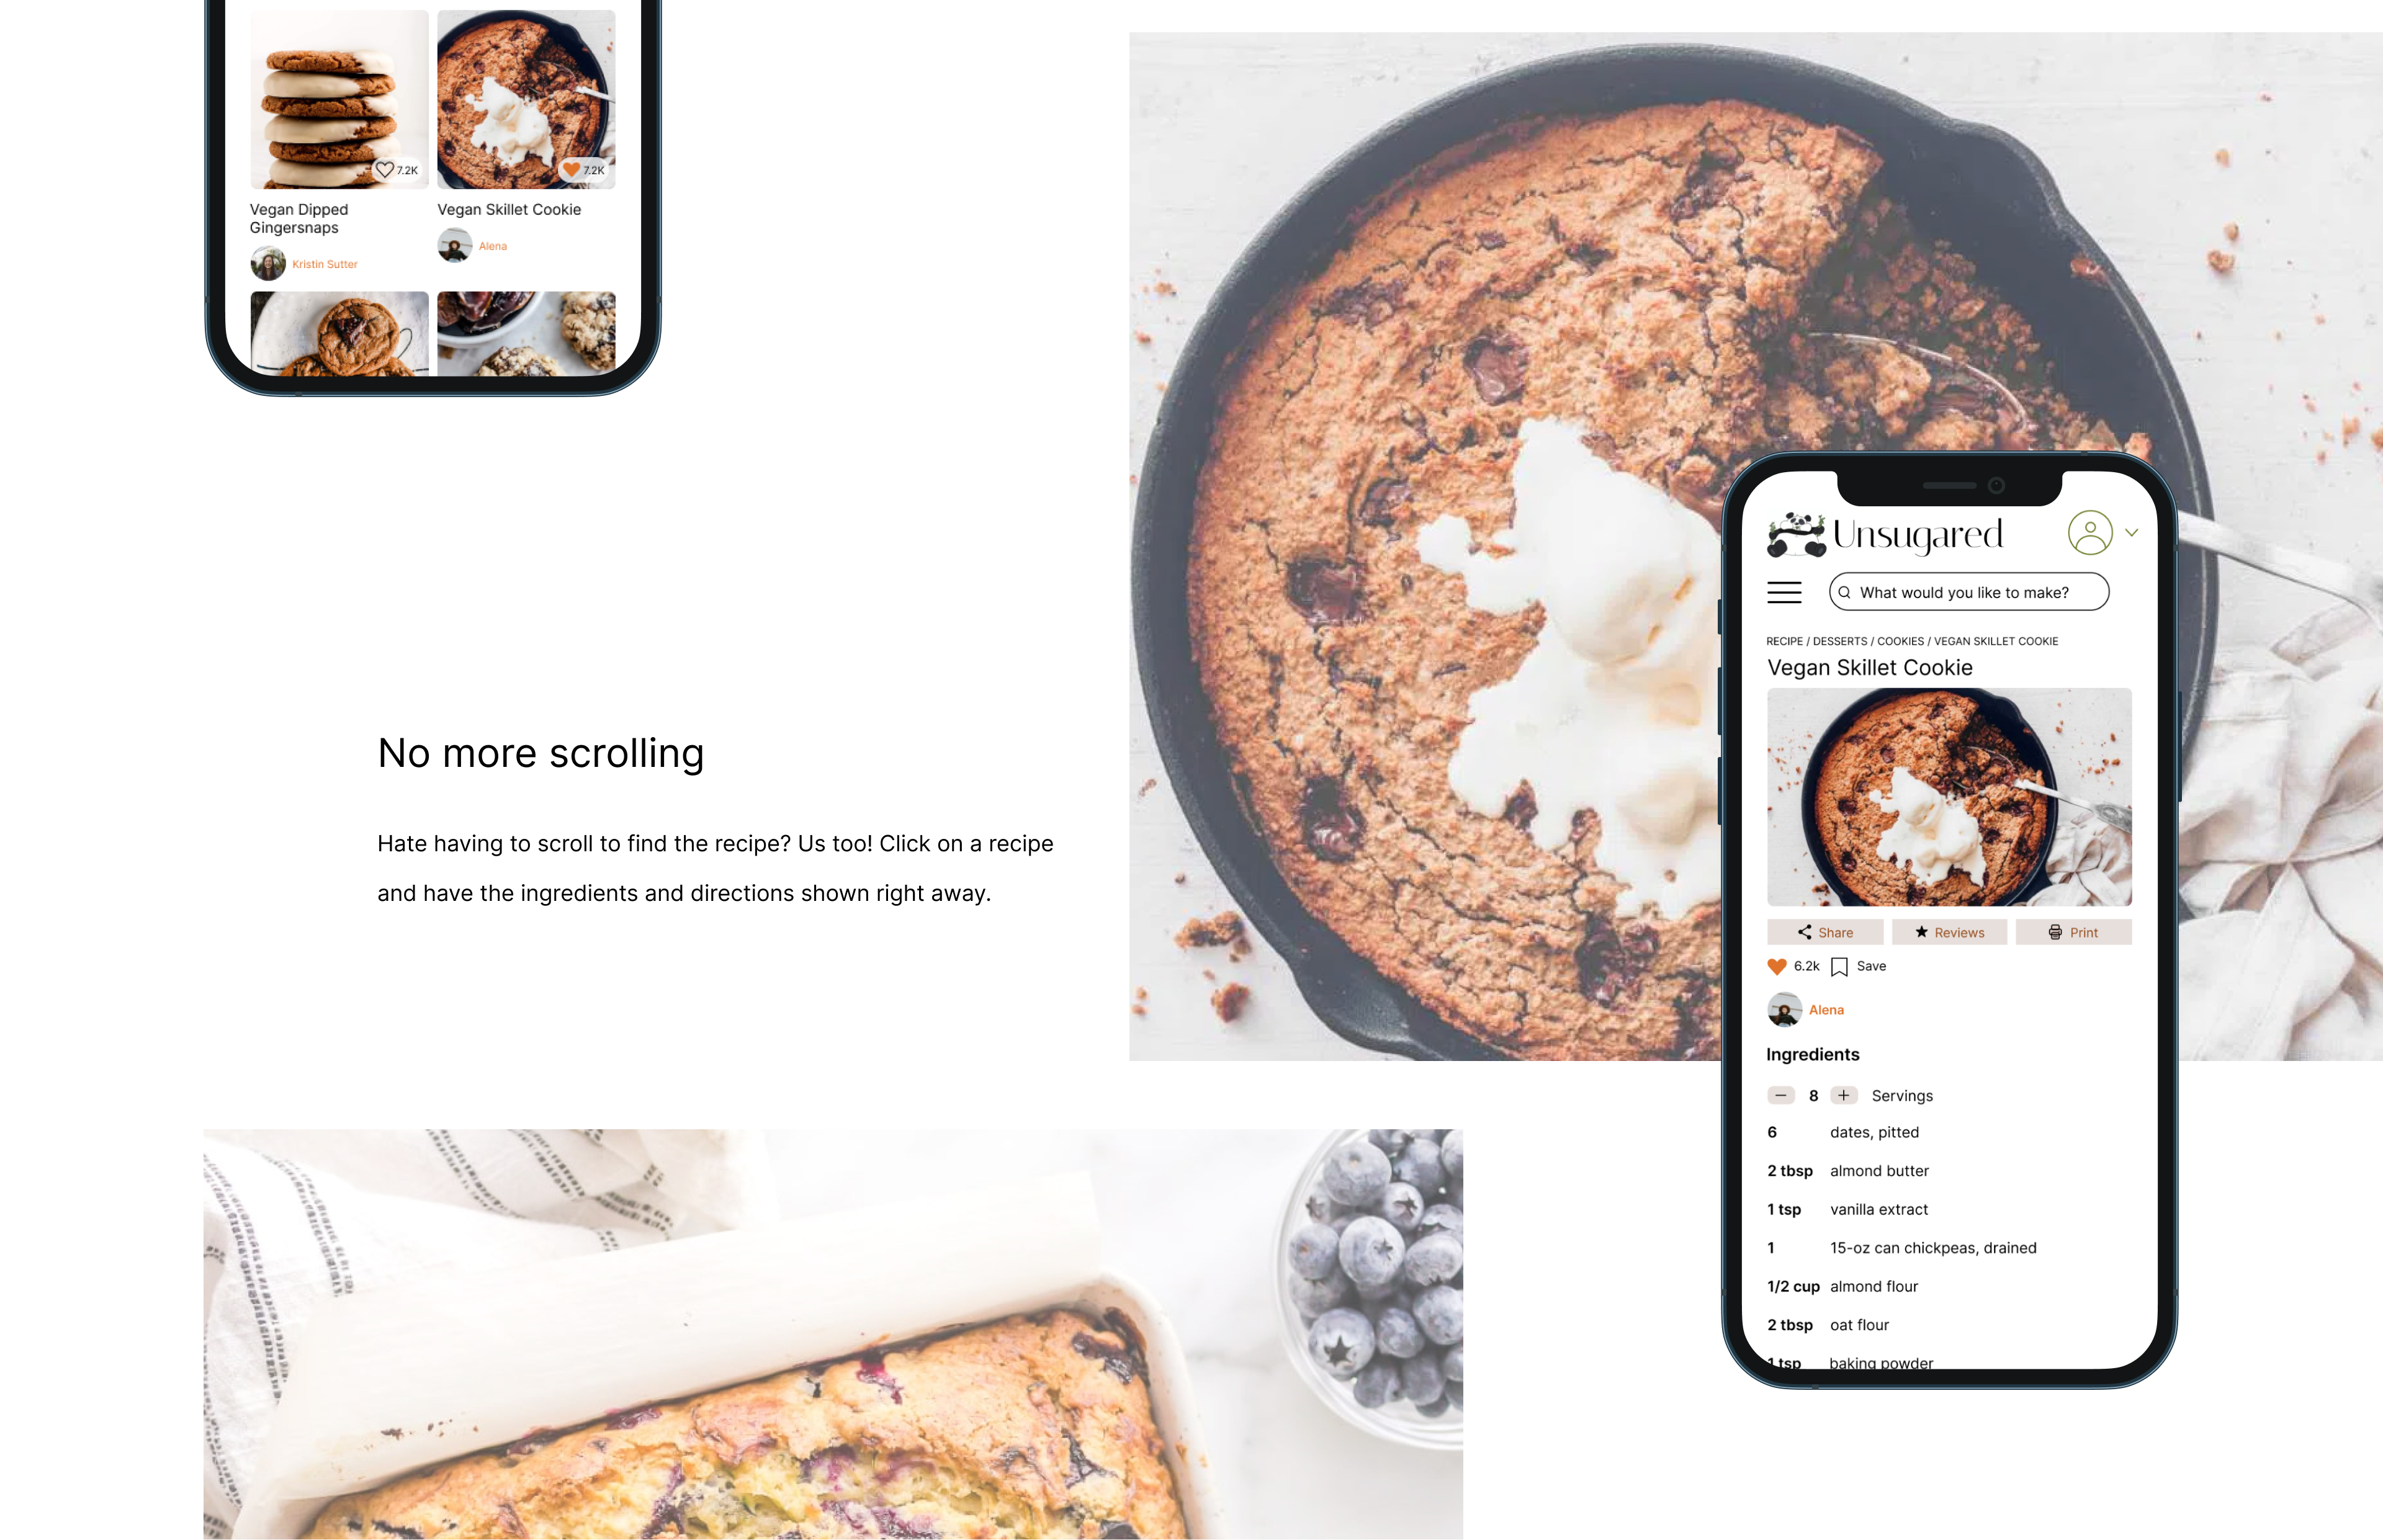 7.2K
7.2K
Vegan Dipped
Gingersnaps
Kristin Sutter
Vegan Skillet Cookie
Alena
No more scrolling
Hate having to scroll to find the recipe? Us too! Click on a recipe
and have the ingredients and directions shown right away.
Unsugared
What would you like to make?
RECIPE / DESSERTS / COOKIES / VEGAN SKILLET COOKIE
Vegan Skillet Cookie
Share Reviews Print
6.2k Save
Alena
Ingredients
− 8 + Servings
6 dates, pitted
2 tbsp almond butter
1 tsp vanilla extract
1 15-oz can chickpeas, drained
1/2 cup almond flour
2 tbsp oat flour
1 tsp baking powder